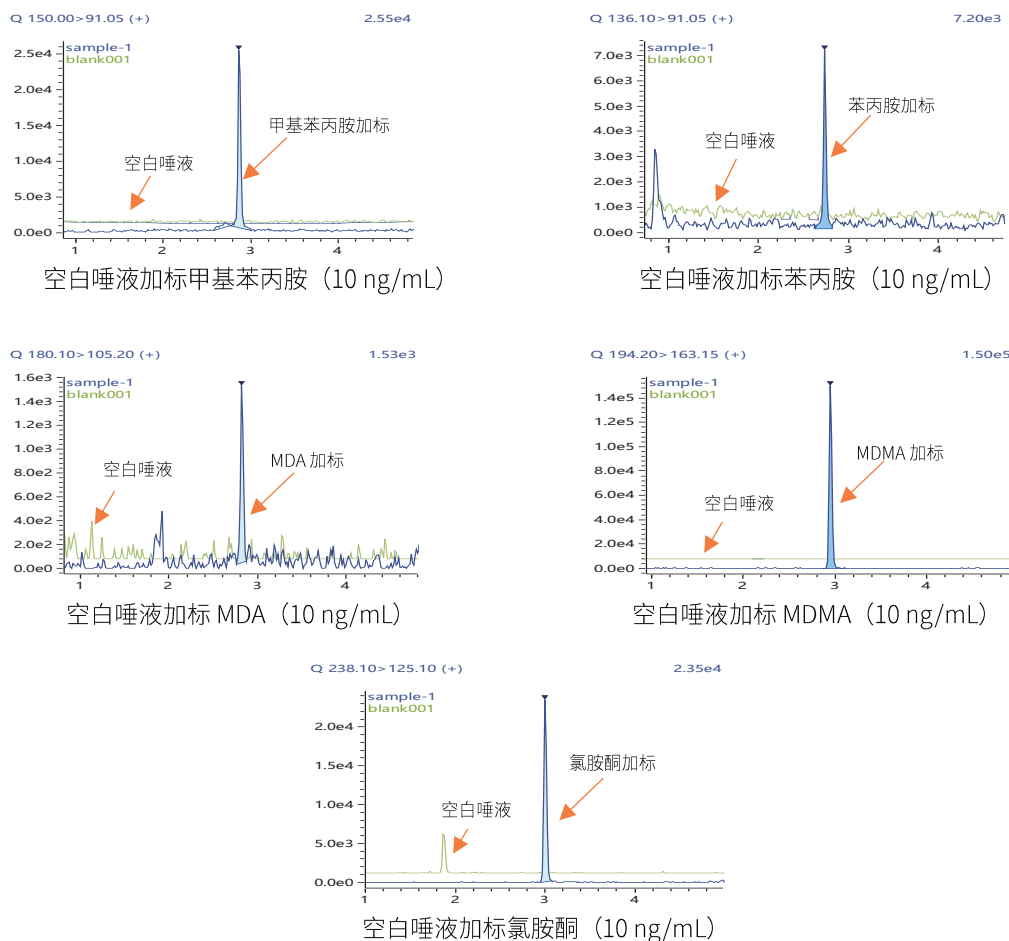 Q 150.00>91.05 (+) 2.55e4
sample-1
blank001
2.5e4
2.0e4
1.5e4
1.0e4
5.0e3
0.0e0
甲基苯丙胺加标
空白唾液
1 2 3 4
空白唾液加标甲基苯丙胺（10 ng/mL）
Q 136.10>91.05 (+) 7.20e3
sample-1
blank001
7.0e3
6.0e3
5.0e3
4.0e3
3.0e3
2.0e3
1.0e3
0.0e0
苯丙胺加标
空白唾液
2 3 4
空白唾液加标苯丙胺（10 ng/mL）
Q 180.10>105.20 (+) 1.53e3
sample-1
blank001
1.6e3
1.4e3
1.2e3
1.0e3
8.0e2
6.0e2
4.0e2
2.0e2
0.0e0
MDA 加标
空白唾液
1 2 3 4
空白唾液加标 MDA（10 ng/mL）
Q 194.20>163.15 (+) 1.50e5
sample-1
blank001
1.4e5
1.2e5
1.0e5
8.0e4
6.0e4
4.0e4
2.0e4
0.0e0
MDMA 加标
空白唾液
1 2 3 4
空白唾液加标 MDMA（10 ng/mL）
Q 238.10>125.10 (+) 2.35e4
sample-1
blank001
2.0e4
1.5e4
1.0e4
5.0e3
0.0e0
氯胺酮加标
空白唾液
1 2 3 4
空白唾液加标氯胺酮（10 ng/mL）